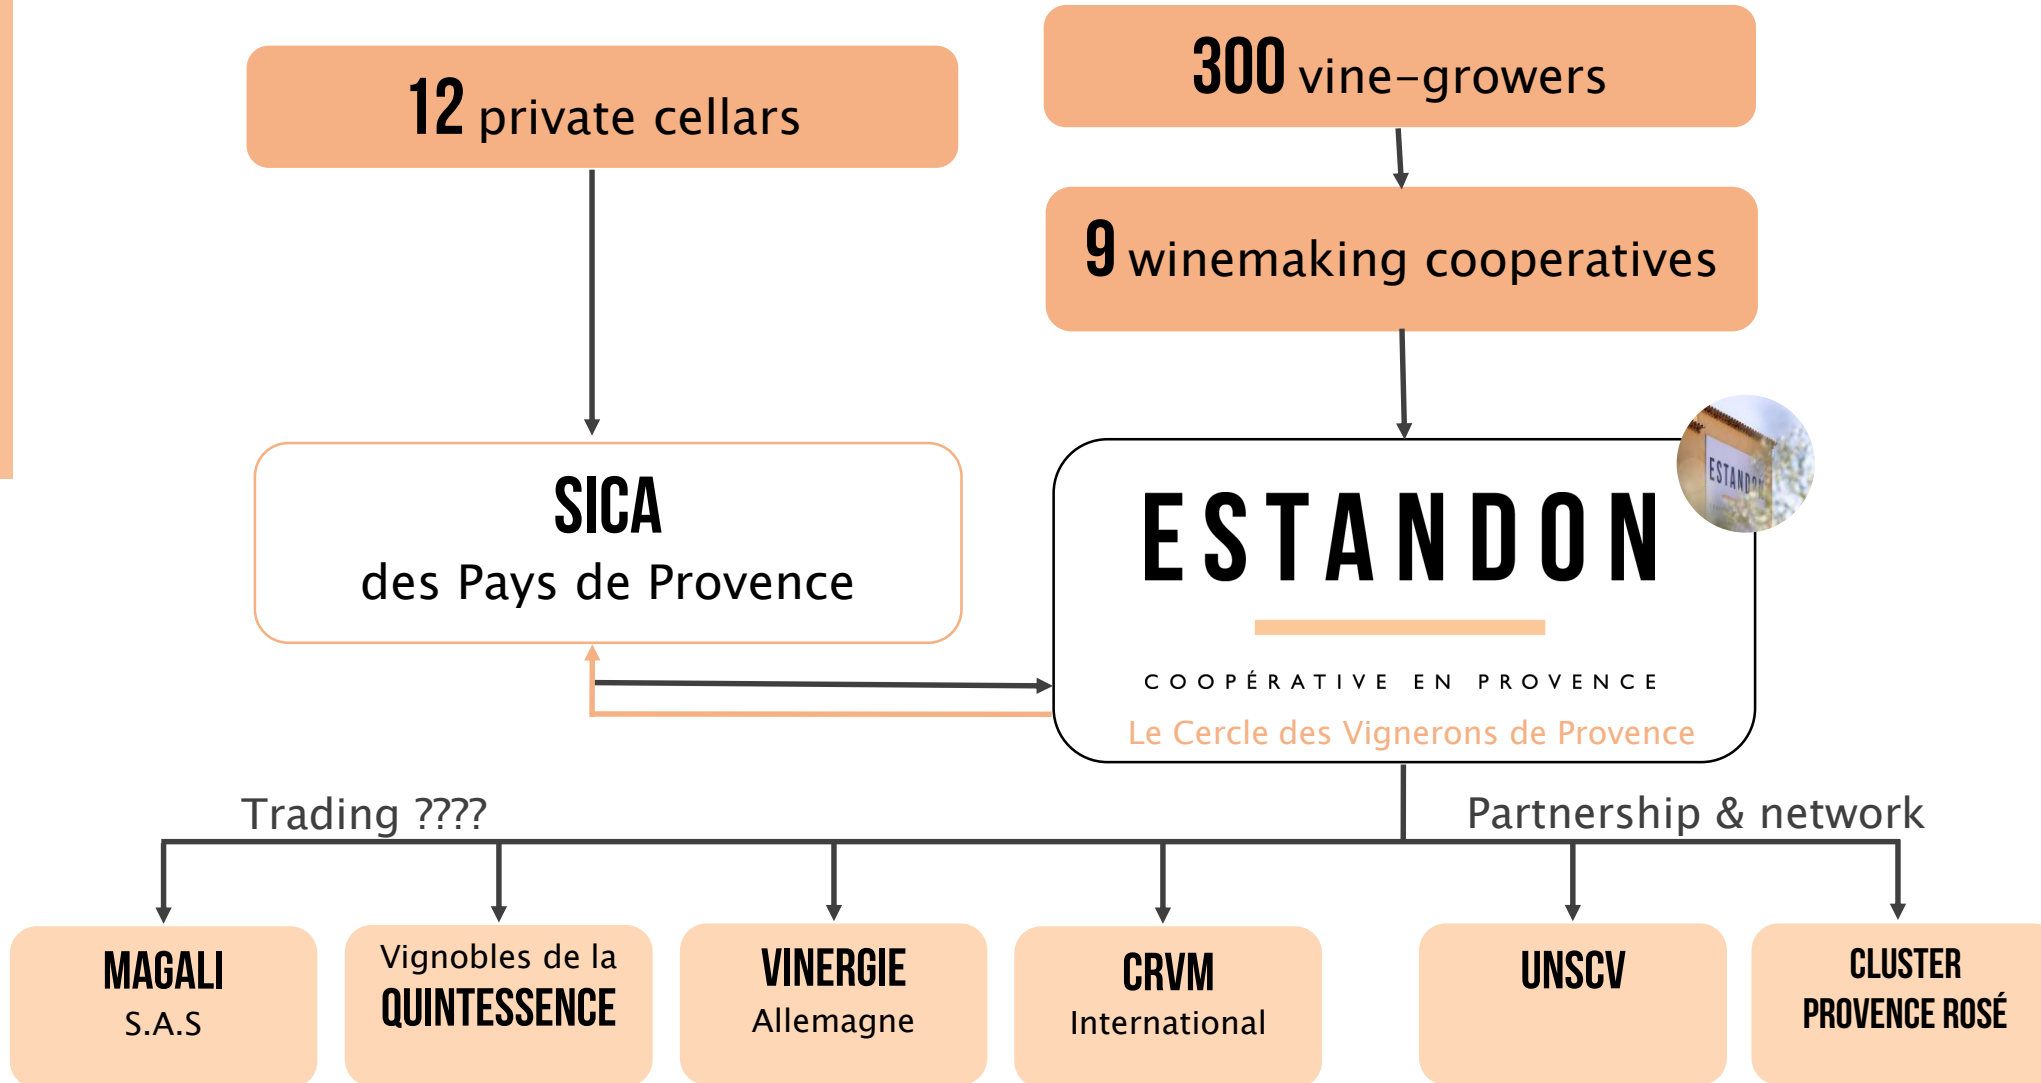 12 private cellars
300 vine-growers
9 winemaking cooperatives
SICA
des Pays de Provence
ESTANDON
ESTANDON
COOPÉRATIVE EN PROVENCE
Le Cercle des Vignerons de Provence
Trading ????
Partnership & network
MAGALI
S.A.S
Vignobles de la
QUINTESSENCE
VINERGIE
Allemagne
CRVM
International
UNSCV
CLUSTER
PROVENCE ROSÉ